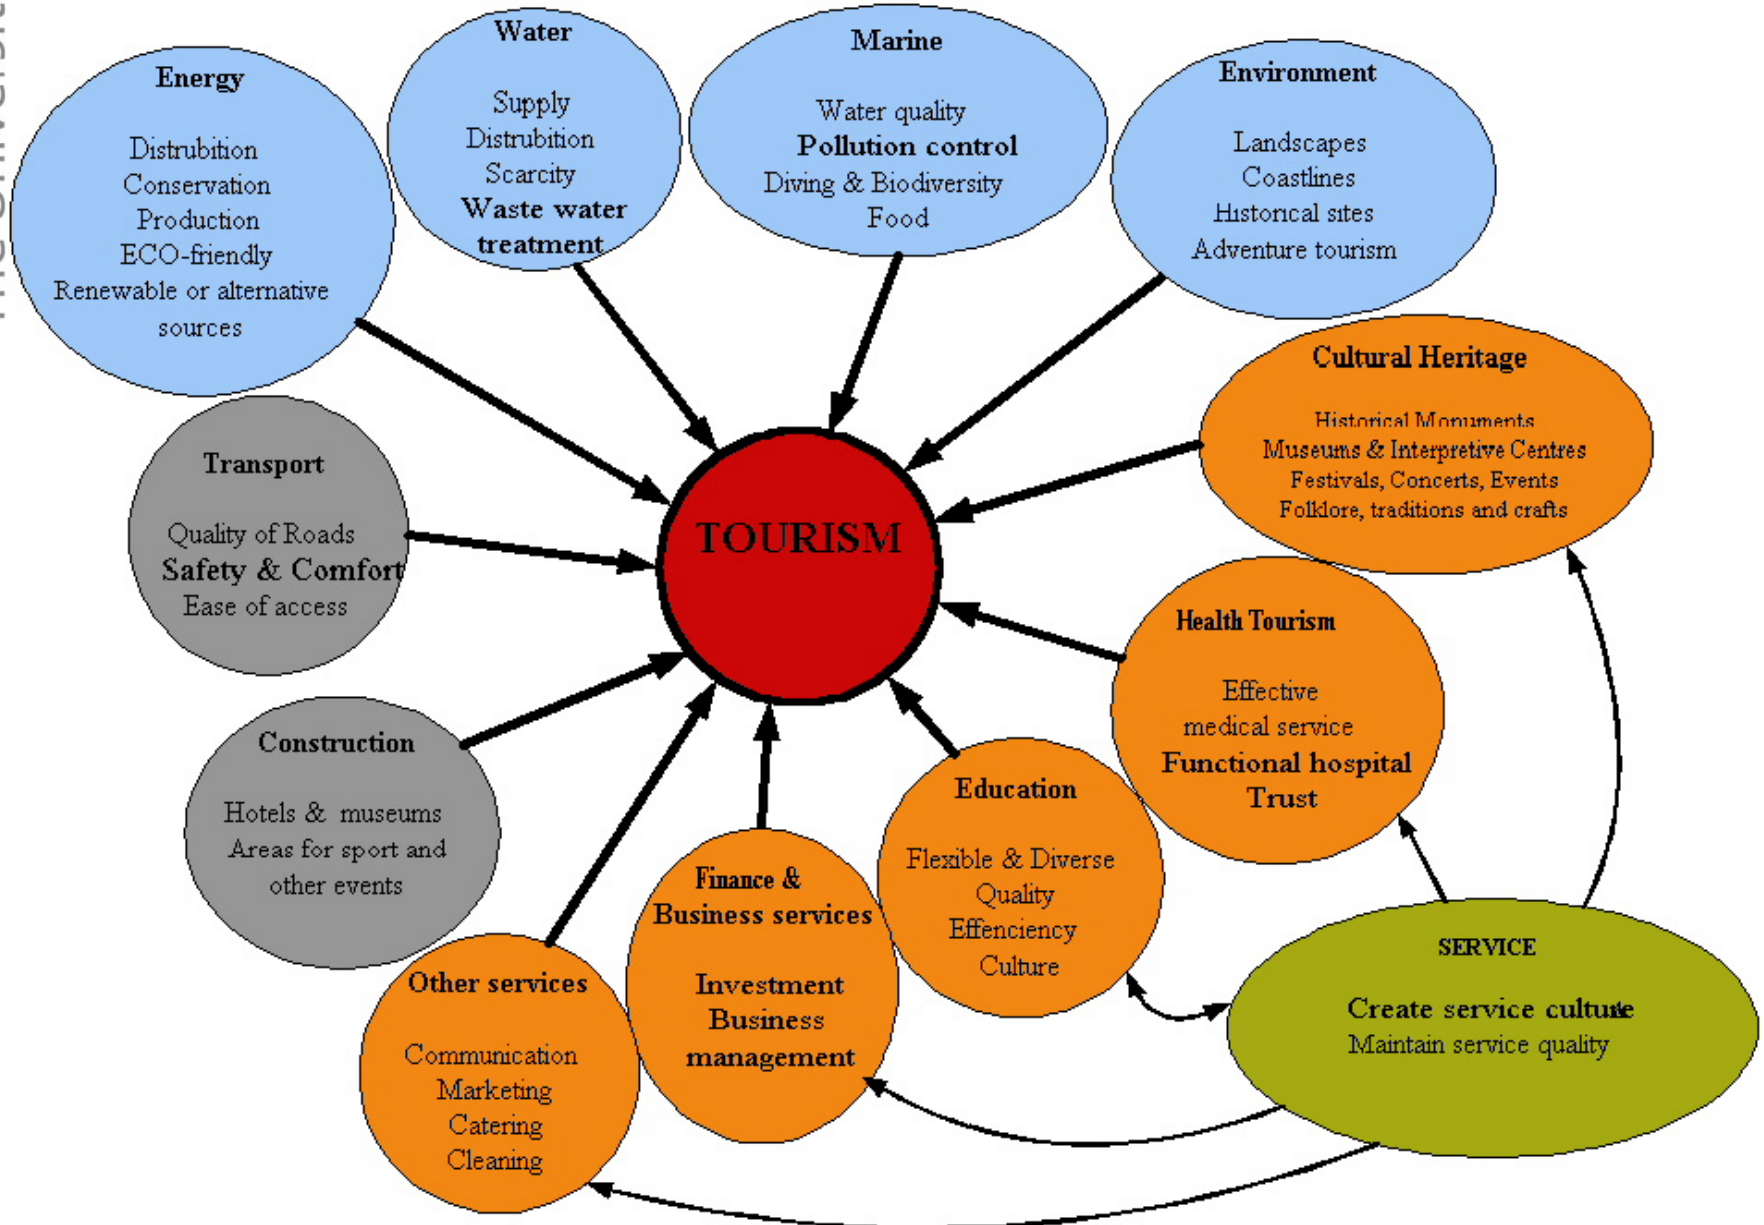 Energy
Distrubition
Conservation
Production
ECO-friendly
Renewable or alternative
sources
Water
Supply
Distrubition
Scarcity
Waste water
treatment
Marine
Water quality
Pollution control
Diving & Biodiversity
Food
Environment
Landscapes
Coastlines
Historical sites
Adventure tourism
Cultural Heritage
Historical Monuments
Museums & Interpretive Centres
Festivals, Concerts, Events
Folklore, traditions and crafts
Transport
Quality of Roads
Safety & Comfort
Ease of access
TOURISM
Health Tourism
Effective
medical service
Functional hospital
Trust
Construction
Hotels & museums
Areas for sport and
other events
Education
Flexible & Diverse
Quality
Effenciency
Culture
Finance &
Business services
Investment
Business
management
Other services
Communication
Marketing
Catering
Cleaning
SERVICE
Create service culture
Maintain service quality